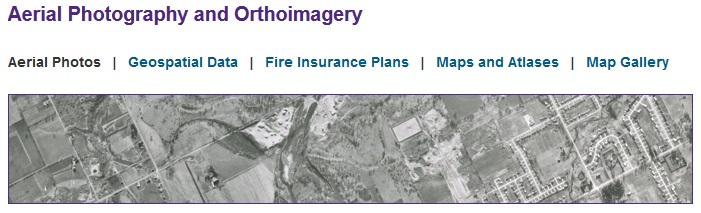 Aerial Photography and Orthoimagery
Aerial Photos | Geospatial Data | Fire Insurance Plans | Maps and Atlases | Map Gallery